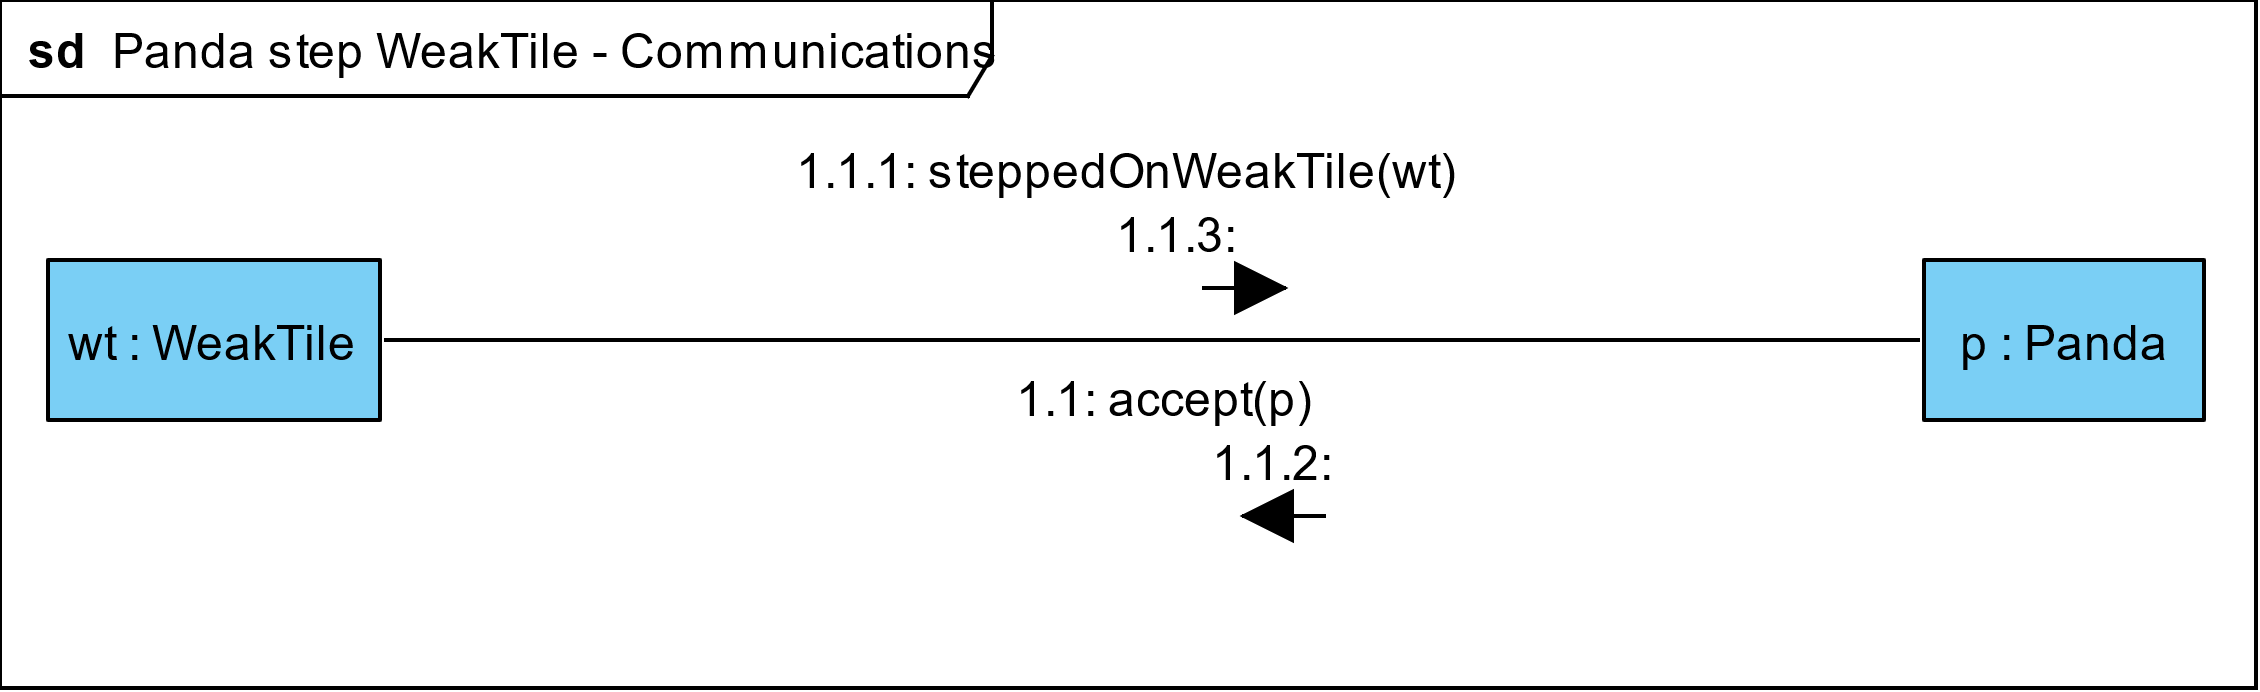 sd Panda step WeakTile - Communications
1.1.1: steppedOnWeakTile(wt)
1.1.3:
wt : WeakTile
p : Panda
1.1: accept(p)
1.1.2: